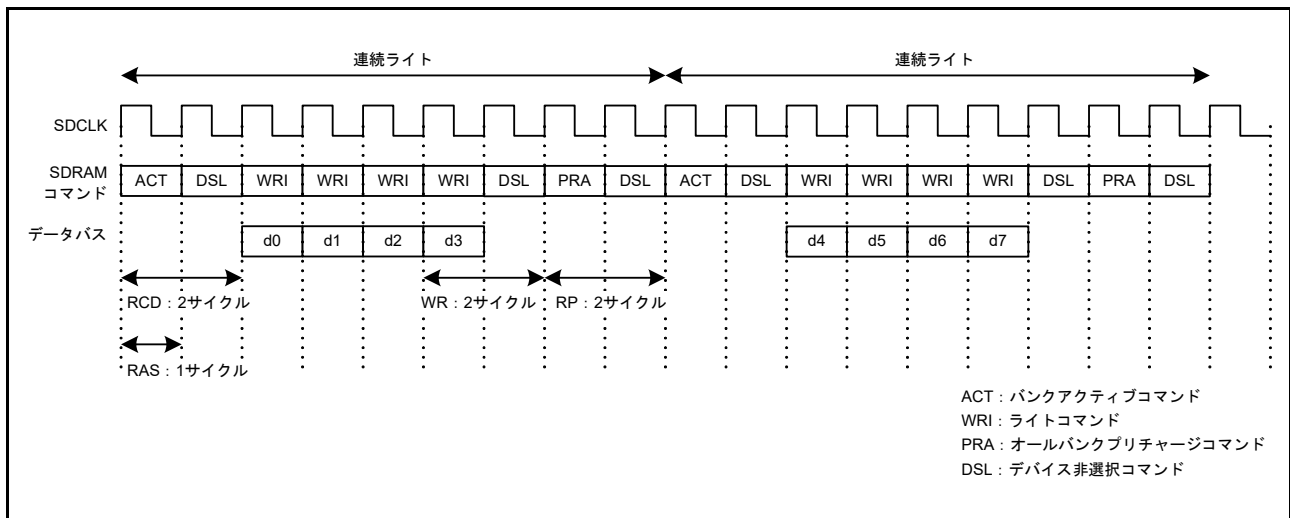 連続ライト 連続ライト
SDCLK
SDRAM
コマンド
ACT DSL WRI WRI WRI WRI DSL PRA DSL ACT DSL WRI WRI WRI WRI DSL PRA DSL
データバス
d0 d1 d2 d3 d4 d5 d6 d7
RCD：2サイクル WR：2サイクル RP：2サイクル
RAS：1サイクル
ACT：バンクアクティブコマンド
WRI：ライトコマンド
PRA：オールバンクプリチャージコマンド
DSL：デバイス非選択コマンド